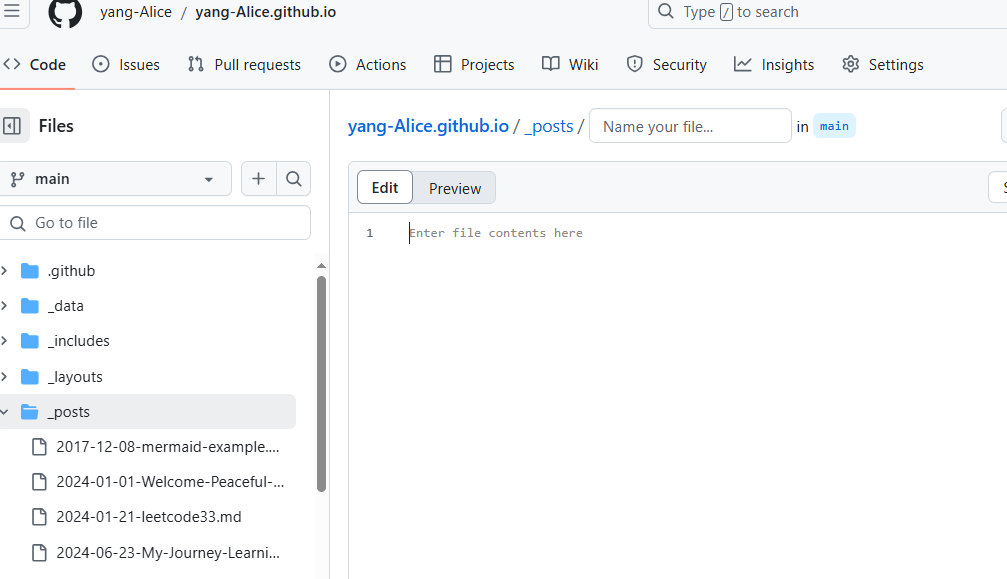 yang-Alice / yang-Alice.github.io
Type / to search
Code Issues Pull requests Actions Projects Wiki Security Insights Settings
Files
yang-Alice.github.io / _posts / Name your file... in main
main
Edit Preview
Go to file
1 Enter file contents here
.github
_data
_includes
_layouts
_posts
2017-12-08-mermaid-example....
2024-01-01-Welcome-Peaceful-...
2024-01-21-leetcode33.md
2024-06-23-My-Journey-Learni...